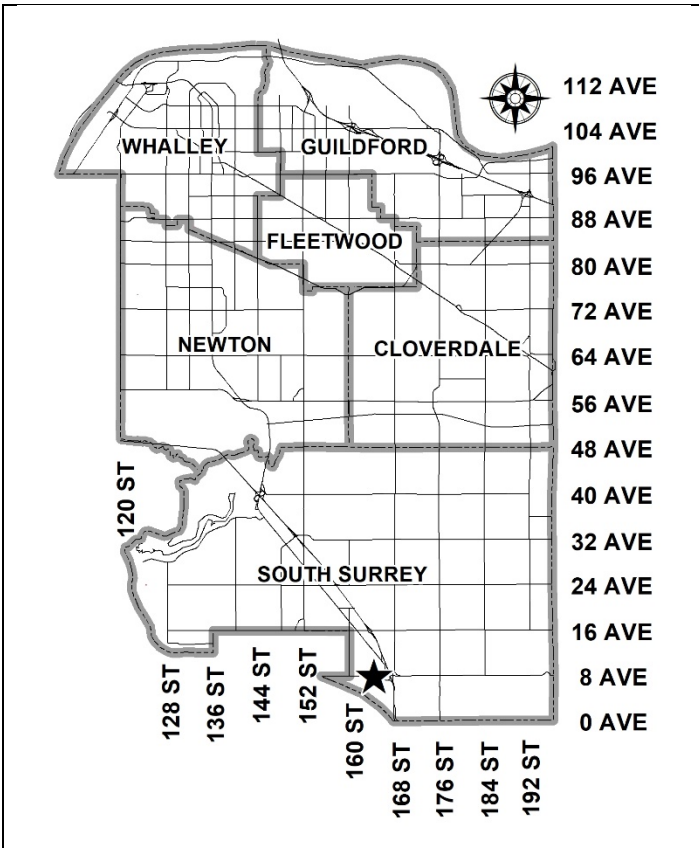 112 AVE
104 AVE
WHALLEY
GUILDFORD
96 AVE
88 AVE
FLEETWOOD
80 AVE
72 AVE
NEWTON
CLOVERDALE
64 AVE
56 AVE
48 AVE
120 ST
40 AVE
32 AVE
SOUTH SURREY
24 AVE
16 AVE
8 AVE
0 AVE
128 ST
136 ST
144 ST
152 ST
160 ST
168 ST
176 ST
184 ST
192 ST